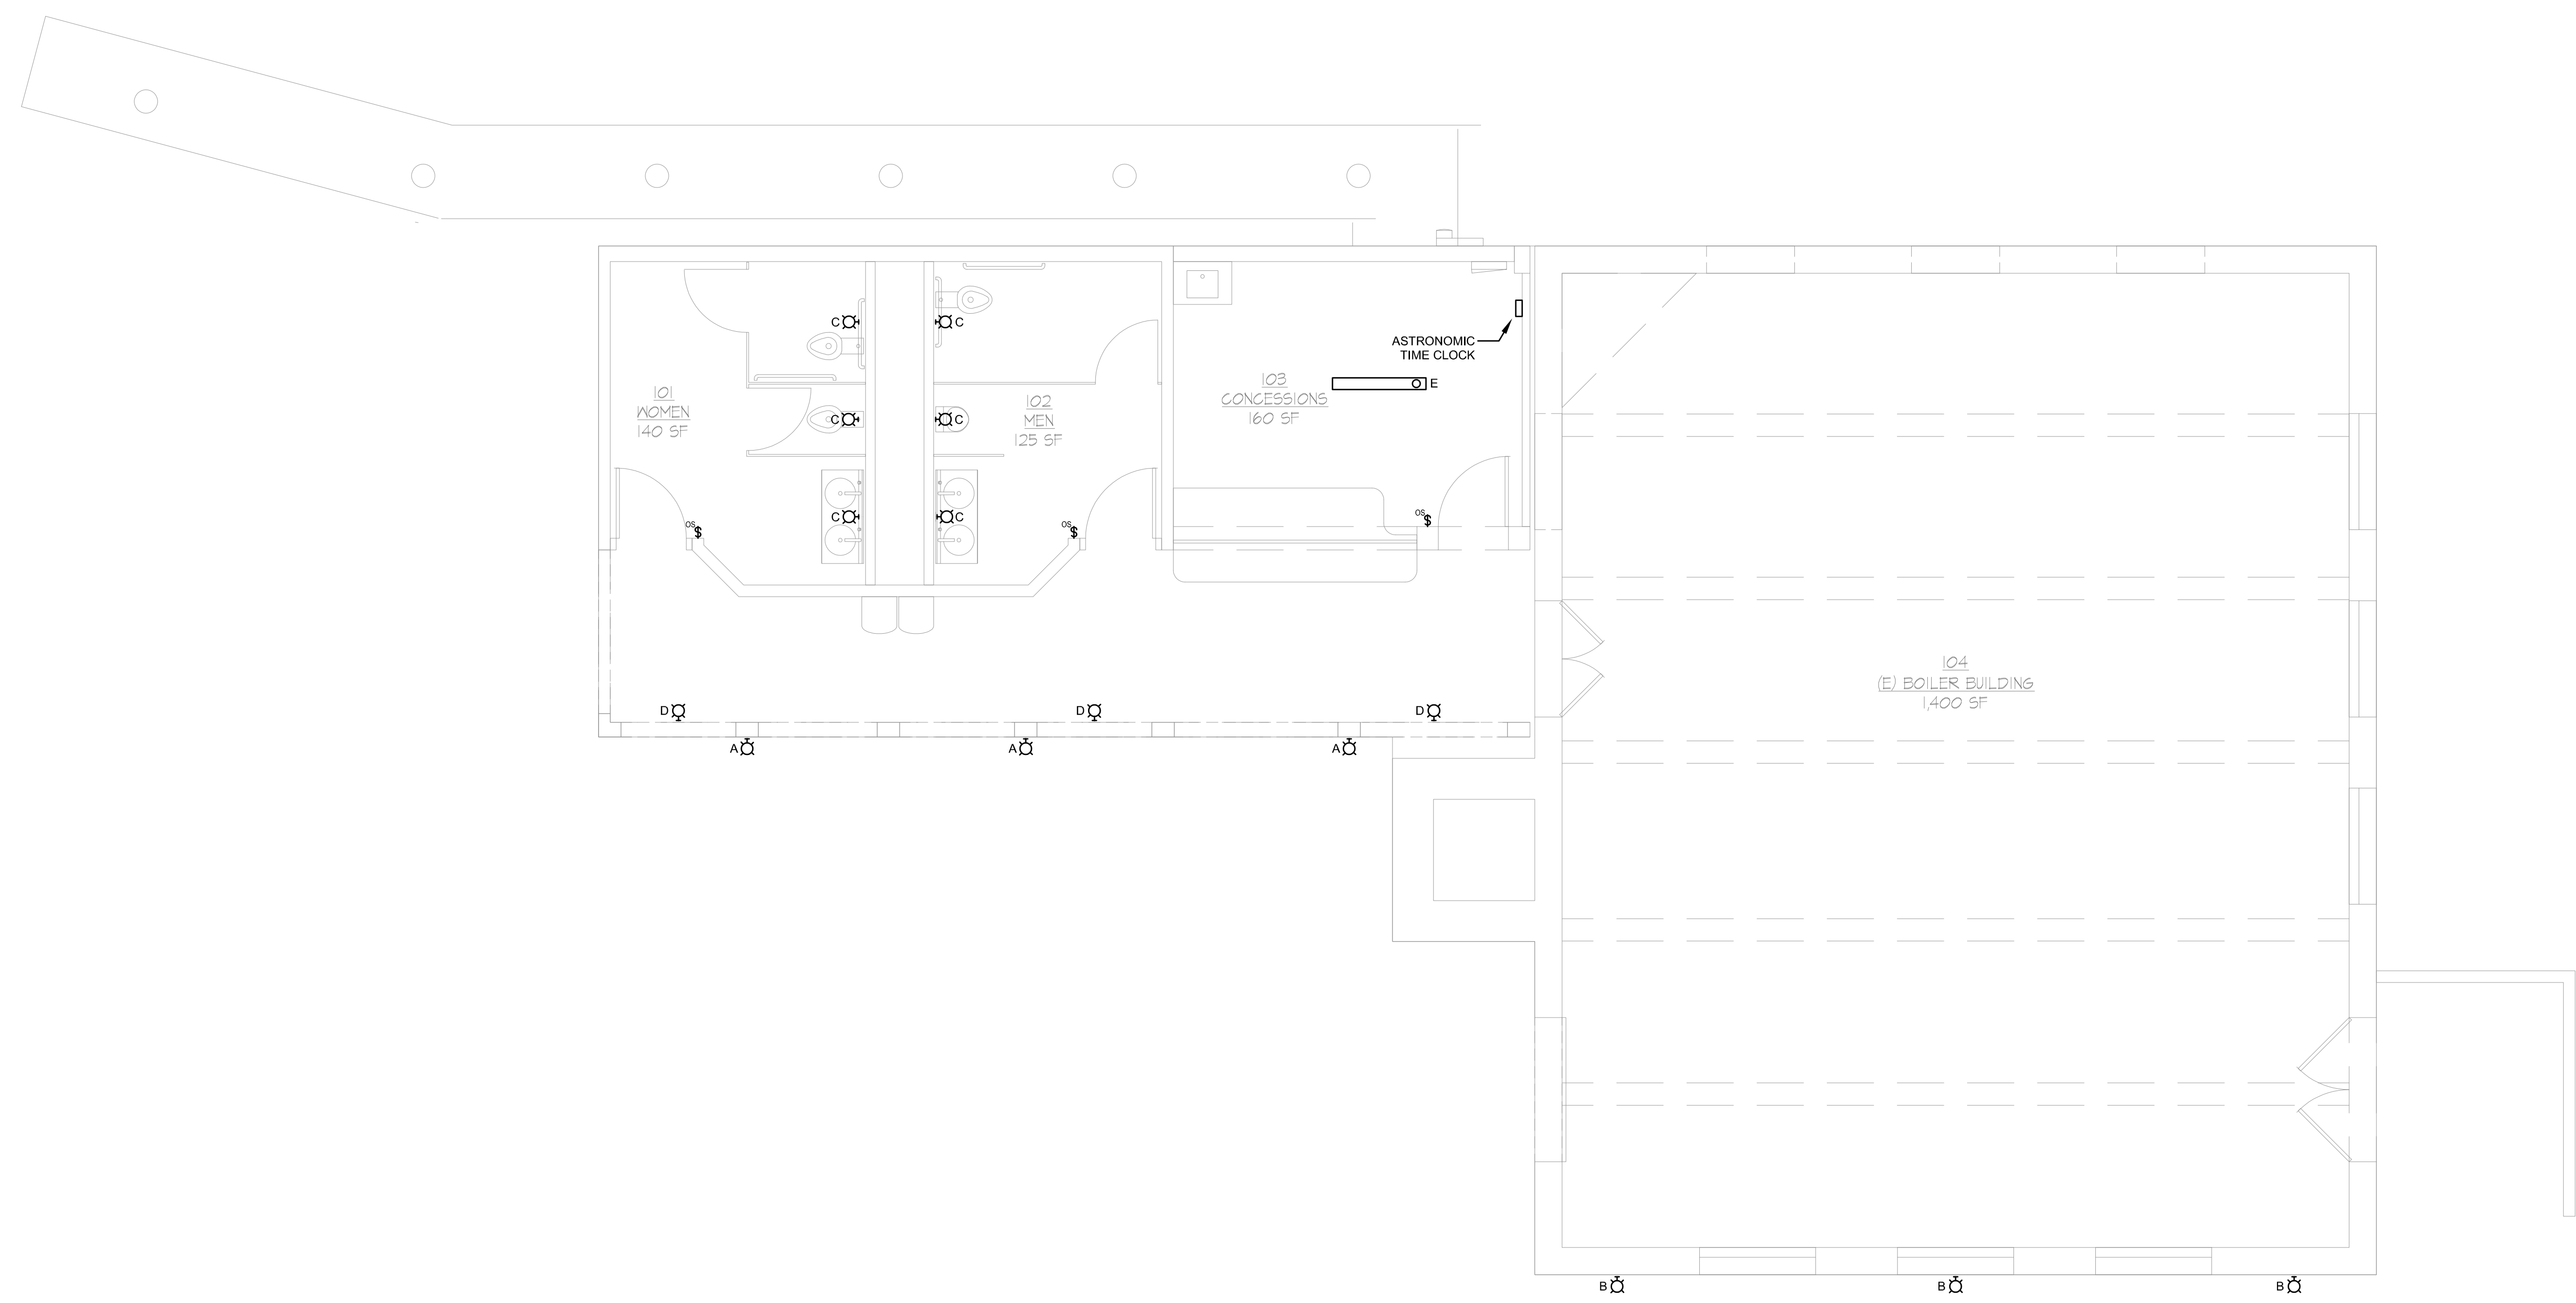 C
C
ASTRONOMIC
TIME CLOCK
E
101
WOMEN
140 SF
102
MEN
125 SF
103
CONCESSIONS
160 SF
C
C
OS
$
C
C
OS
$
OS
$
104
(E) BOILER BUILDING
1,400 SF
D
D
D
A
A
A
B
B
B